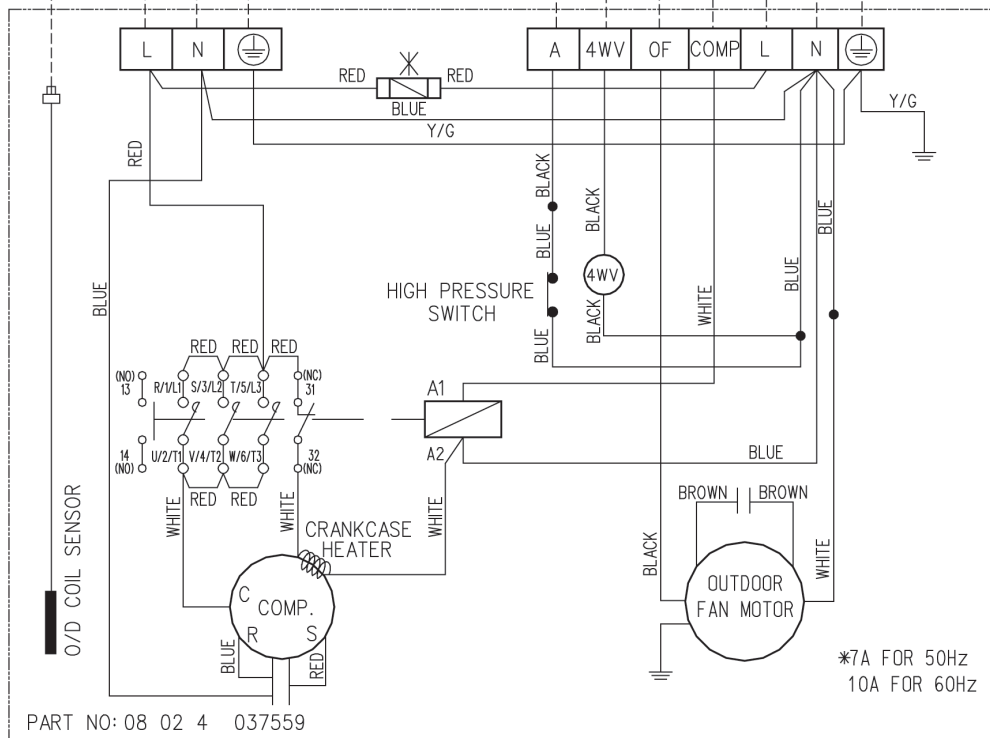 L N
A 4WV OF COMP L N
RED RED
BLUE
Y/G
Y/G
RED
BLACK
BLACK
BLUE
BLUE
BLUE
4WV
HIGH PRESSURE
SWITCH
BLUE
WHITE
BLACK
BLUE
RED RED RED
(NO) 13
R/1/L1 S/3/L2 T/5/L3
(NC) 31
A1
14 (NO)
U/2/T1 V/4/T2 W/6/T3
32 (NC)
A2
BLUE
RED RED
WHITE
WHITE
WHITE
BROWN BROWN
CRANKCASE
HEATER
O/D COIL SENSOR
BLACK
WHITE
C
COMP.
R S
OUTDOOR
FAN MOTOR
BLUE
RED
*7A FOR 50Hz
10A FOR 60Hz
PART NO: 08 02 4 037559